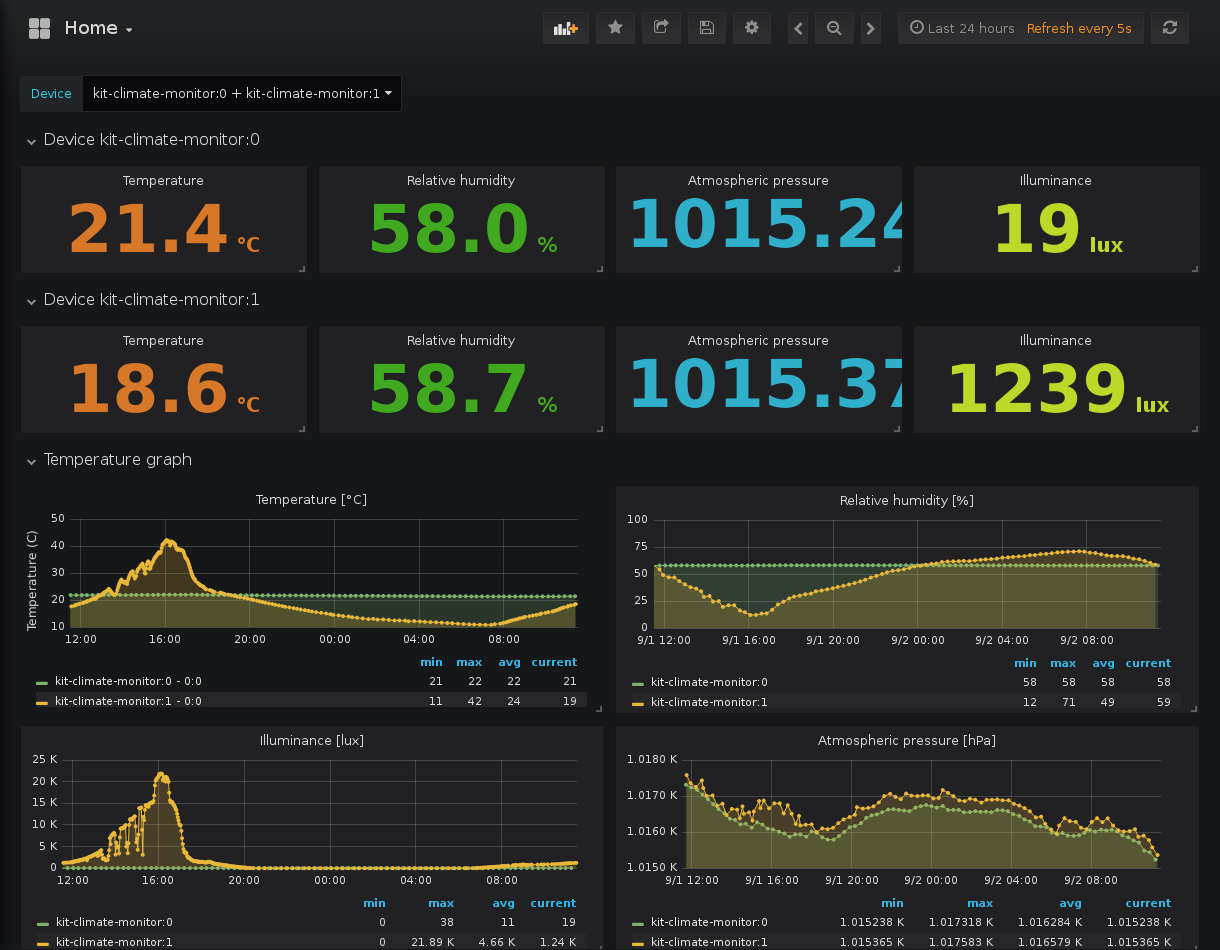 Home
Last 24 hours Refresh every 5s
Device kit-climate-monitor:0 + kit-climate-monitor:1
Device kit-climate-monitor:0
Temperature Relative humidity Atmospheric pressure Illuminance
21.4 °C 58.0 % 1015.24 19 lux
Device kit-climate-monitor:1
Temperature Relative humidity Atmospheric pressure Illuminance
18.6 °C 58.7 % 1015.37 1239 lux
Temperature graph
Temperature [°C]
Temperature (C)
50
40
30
20
10
12:00 16:00 20:00 00:00 04:00 08:00
min max avg current
kit-climate-monitor:0 - 0:0 21 22 22 21
kit-climate-monitor:1 - 0:0 11 42 24 19
Relative humidity [%]
100
75
50
25
0
9/1 12:00 9/1 16:00 9/1 20:00 9/2 00:00 9/2 04:00 9/2 08:00
min max avg current
kit-climate-monitor:0 58 58 58 58
kit-climate-monitor:1 12 71 49 59
Illuminance [lux]
25 K
20 K
15 K
10 K
5 K
0
12:00 16:00 20:00 00:00 04:00 08:00
min max avg current
kit-climate-monitor:0 0 38 11 19
kit-climate-monitor:1 0 21.89 K 4.66 K 1.24 K
Atmospheric pressure [hPa]
1.0180 K
1.0170 K
1.0160 K
1.0150 K
9/1 12:00 9/1 16:00 9/1 20:00 9/2 00:00 9/2 04:00 9/2 08:00
min max avg current
kit-climate-monitor:0 1.015238 K 1.017318 K 1.016284 K 1.015238 K
kit-climate-monitor:1 1.015365 K 1.017583 K 1.016579 K 1.015365 K